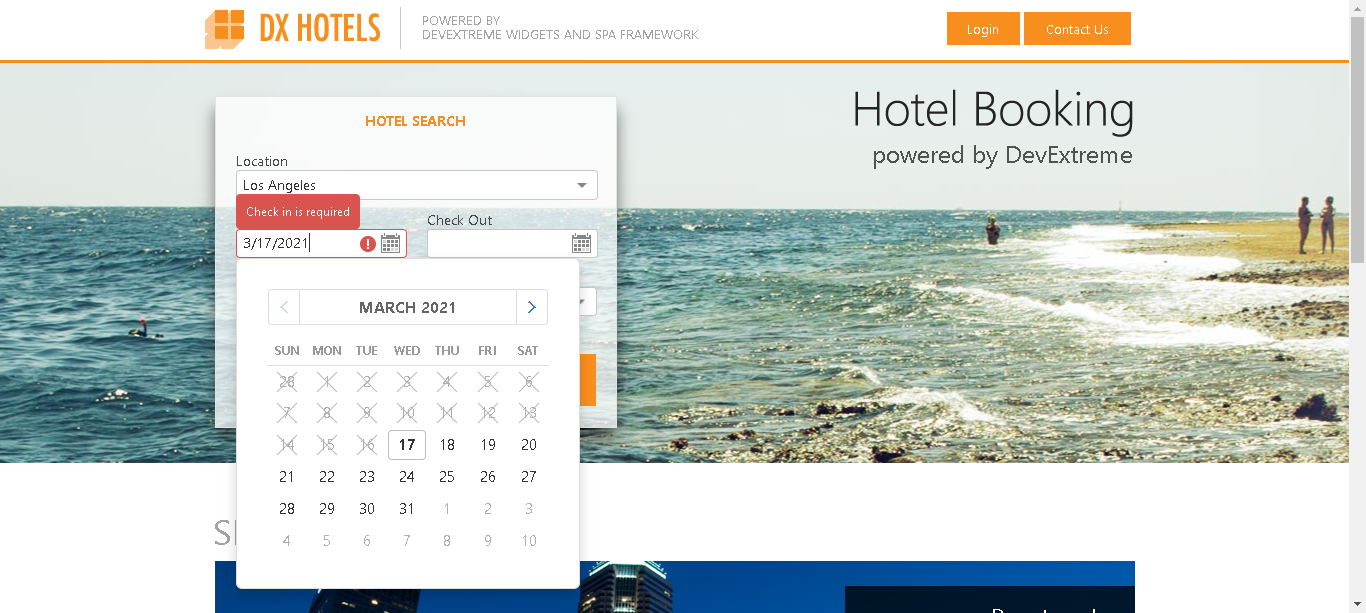 DX HOTELS
POWERED BY
DEVEXTREME WIDGETS AND SPA FRAMEWORK
Login
Contact Us
Hotel Booking
powered by DevExtreme
HOTEL SEARCH
Location
Los Angeles
Check in is required
Check Out
3/17/2021
MARCH 2021
SUN MON TUE WED THU FRI SAT
28 1 2 3 4 5 6
7 8 9 10 11 12 13
14 15 16 17 18 19 20
21 22 23 24 25 26 27
28 29 30 31 1 2 3
4 5 6 7 8 9 10